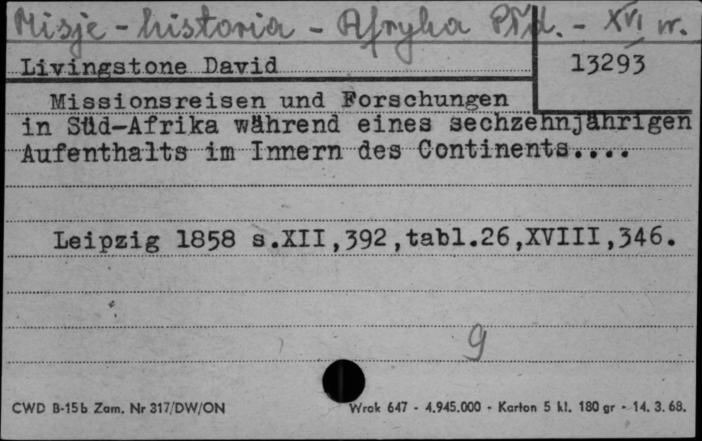 Misje - historia - Afryka Płd. - XVI w.
Livingstone David
13293
Missionsreisen und Forschungen
in Süd-Afrika während eines sechzehnjährigen
Aufenthalts im Innern des Continents....
Leipzig 1858 s.XII,392,tabl.26,XVIII,346.
g
CWD B-15b Zam. Nr 317/DW/ON
Wrak 647 - 4.945.000 - Karton 5 kl. 180 gr - 14. 3. 68.